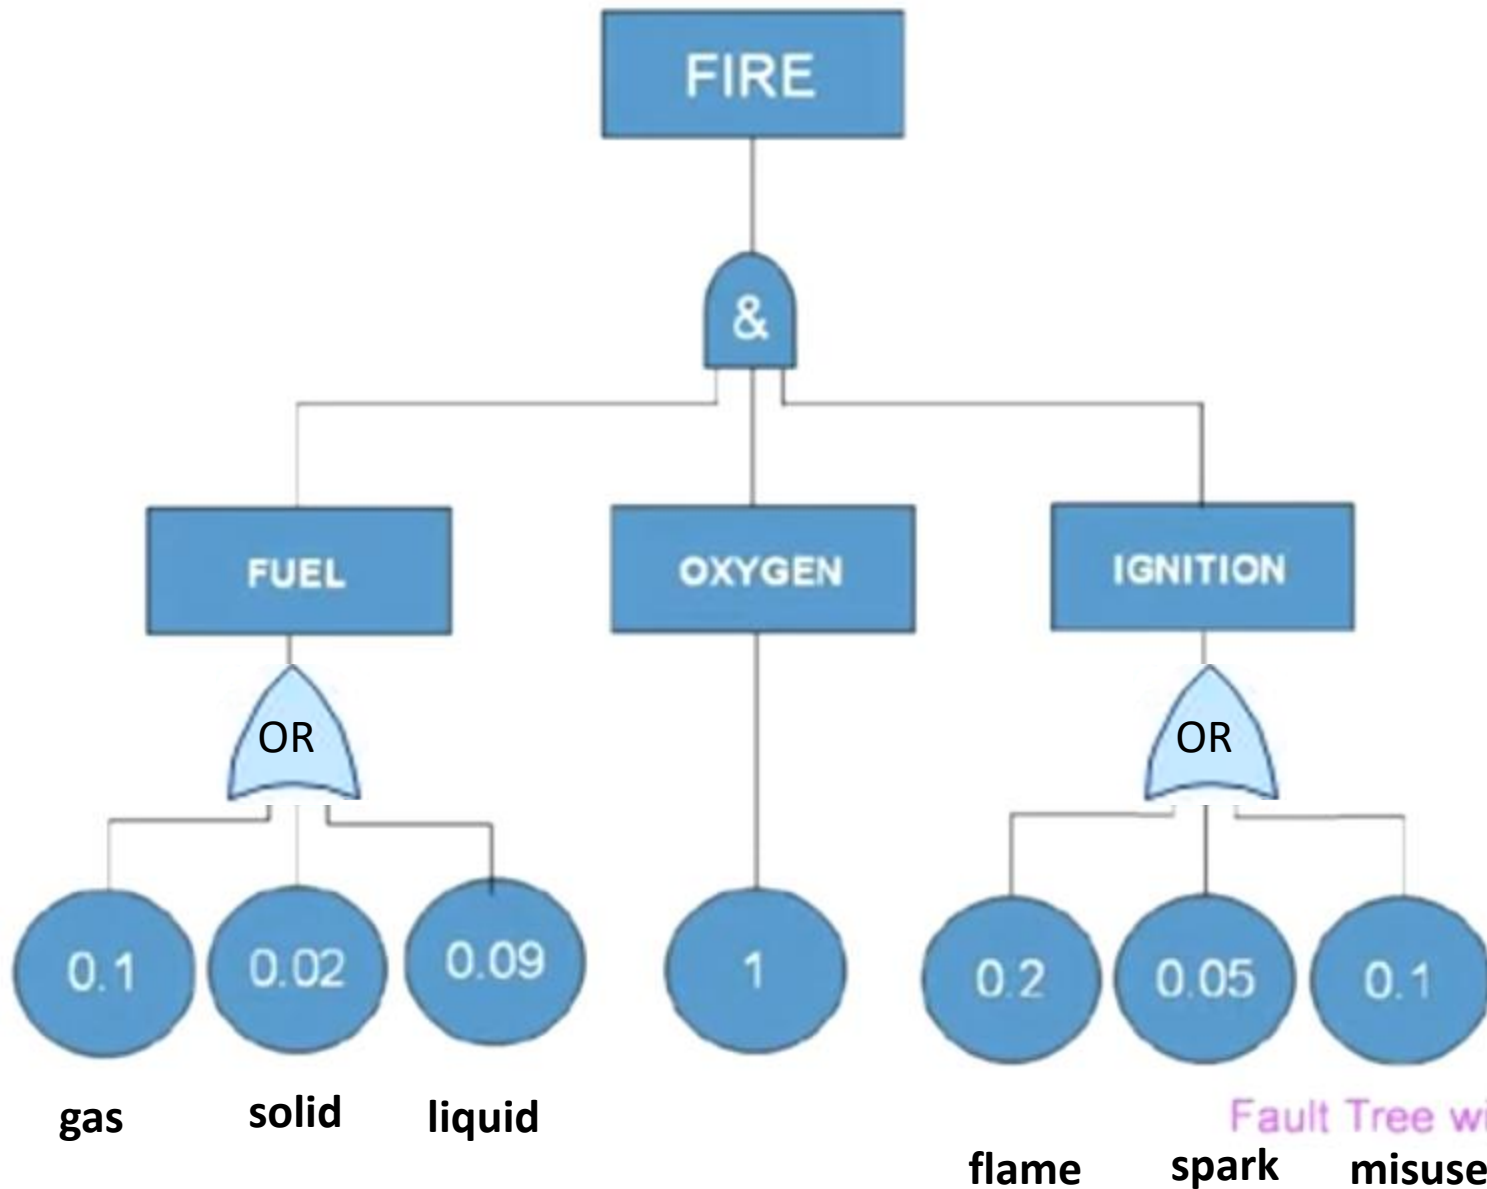 FIRE
&
FUEL
OXYGEN
IGNITION
OR
OR
0.1
0.02
0.09
1
0.2
0.05
0.1
gas
solid
liquid
Fault Tree wi
flame
spark
misuse